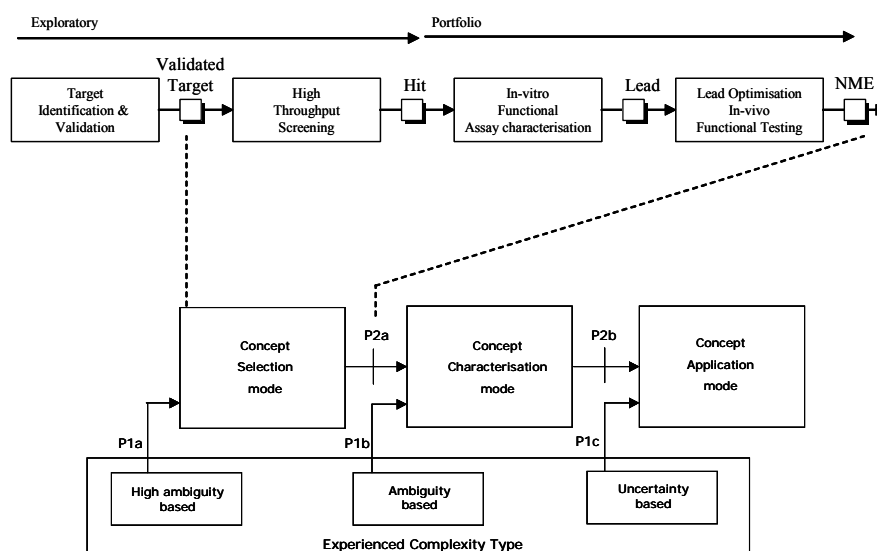 Exploratory
Portfolio
Validated
Target
Hit
Lead
NME
Target
Identification &
Validation
High
Throughput
Screening
In-vitro
Functional
Assay characterisation
Lead Optimisation
In-vivo
Functional Testing
Concept
Selection
mode
P2a
Concept
Characterisation
mode
P2b
Concept
Application
mode
P1a
P1b
P1c
High ambiguity
based
Ambiguity
based
Uncertainty
based
Experienced Complexity Type